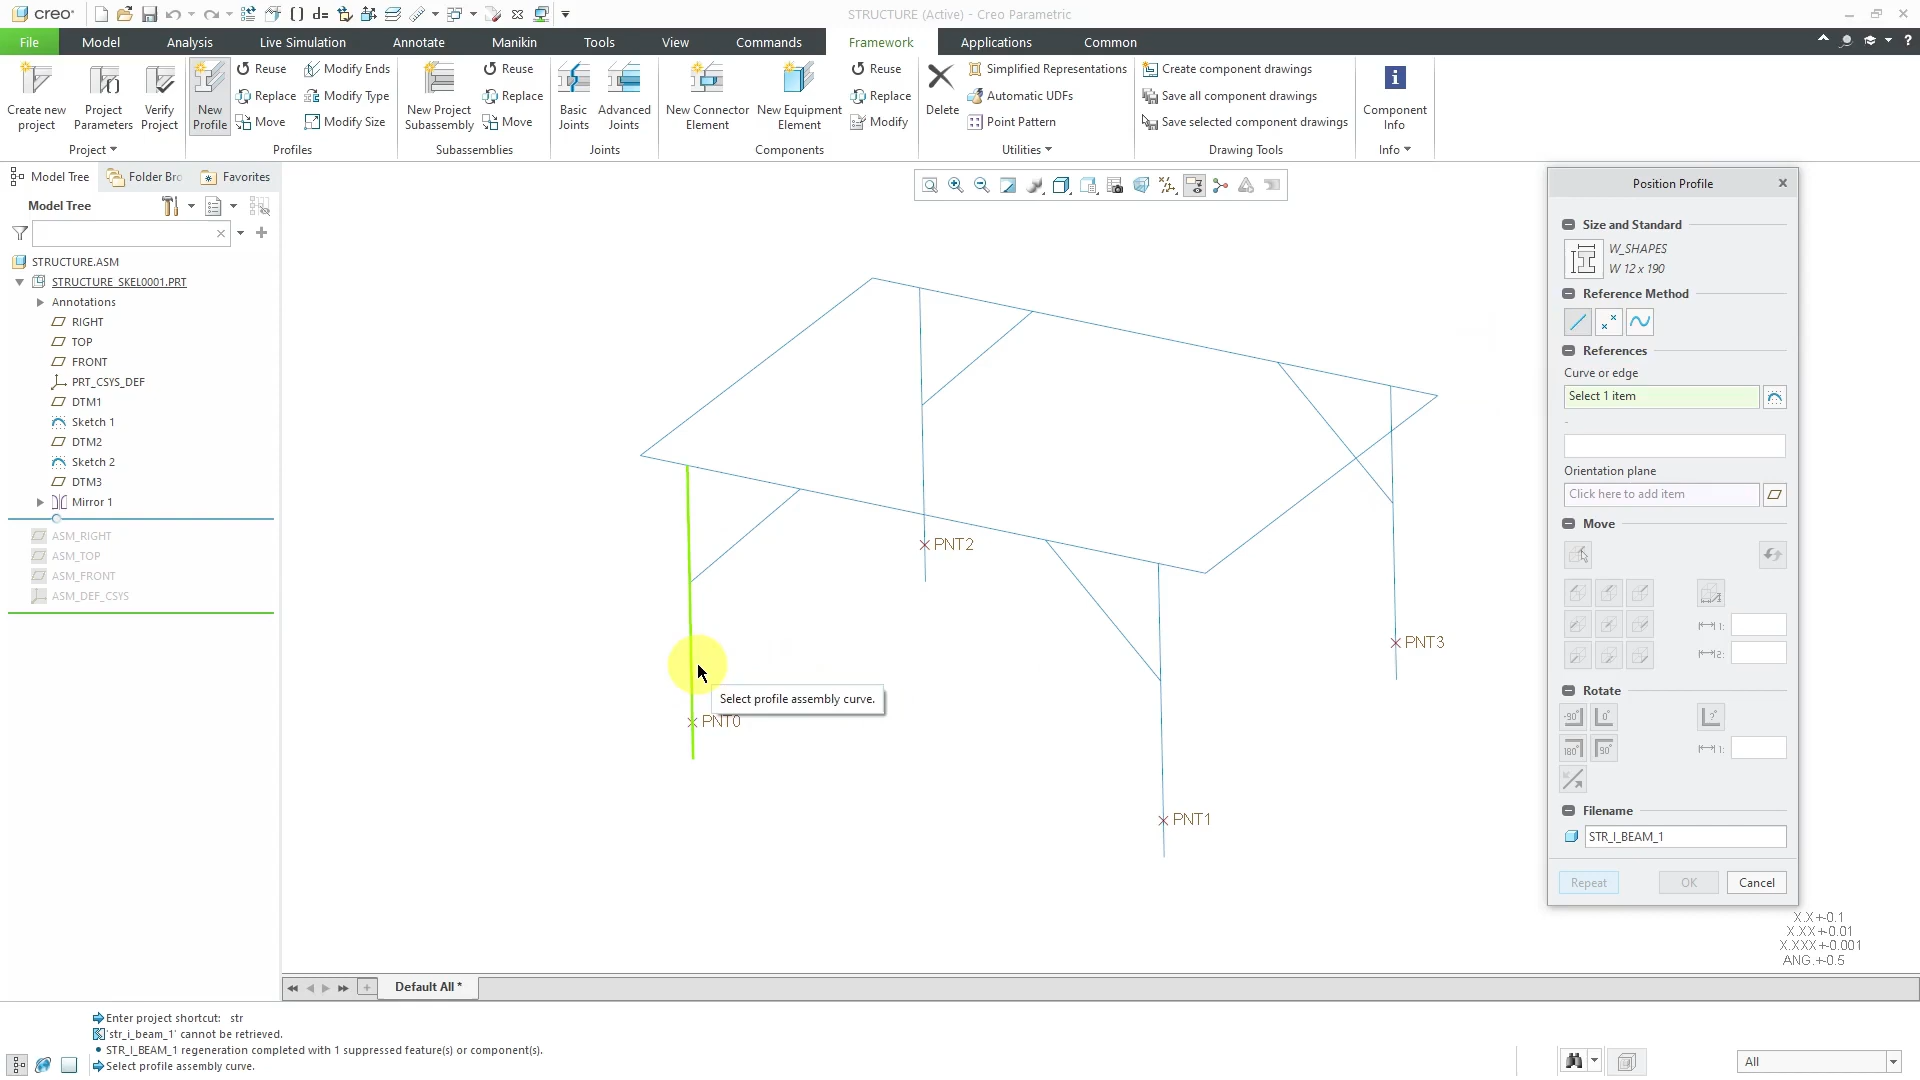 creo
d=
STRUCTURE (Active) - Creo Parametric
File
Model
Analysis
Live Simulation
Annotate
Manikin
Tools
View
Commands
Framework
Applications
Common
Create new project
Project Parameters
Verify Project
Project
New Profile
Reuse
Replace
Move
Modify Ends
Modify Type
Modify Size
Profiles
New Project Subassembly
Reuse
Replace
Move
Subassemblies
Basic Joints
Advanced Joints
Joints
New Connector Element
New Equipment Element
Reuse
Replace
Modify
Components
Delete
Simplified Representations
Automatic UDFs
Point Pattern
Utilities
Create component drawings
Save all component drawings
Save selected component drawings
Drawing Tools
Component Info
Info
Model Tree
Folder Bro
Favorites
Model Tree
STRUCTURE.ASM
STRUCTURE_SKEL0001.PRT
Annotations
RIGHT
TOP
FRONT
PRT_CSYS_DEF
DTM1
Sketch 1
DTM2
Sketch 2
DTM3
Mirror 1
ASM_RIGHT
ASM_TOP
ASM_FRONT
ASM_DEF_CSYS
PNT2
PNT3
PNT0
PNT1
Select profile assembly curve.
Position Profile
Size and Standard
W_SHAPES
W 12 x 190
Reference Method
References
Curve or edge
Select 1 item
-
Orientation plane
Click here to add item
Move
1:
2:
Rotate
-90°
0°
?°
180°
90°
1:
Filename
STR_I_BEAM_1
Repeat
OK
Cancel
X.X+-0.1
X.XX+-0.01
X.XXX+-0.001
ANG.+-0.5
Default All *
Enter project shortcut: str
'str_i_beam_1' cannot be retrieved.
• STR_I_BEAM_1 regeneration completed with 1 suppressed feature(s) or component(s).
Select profile assembly curve.
All